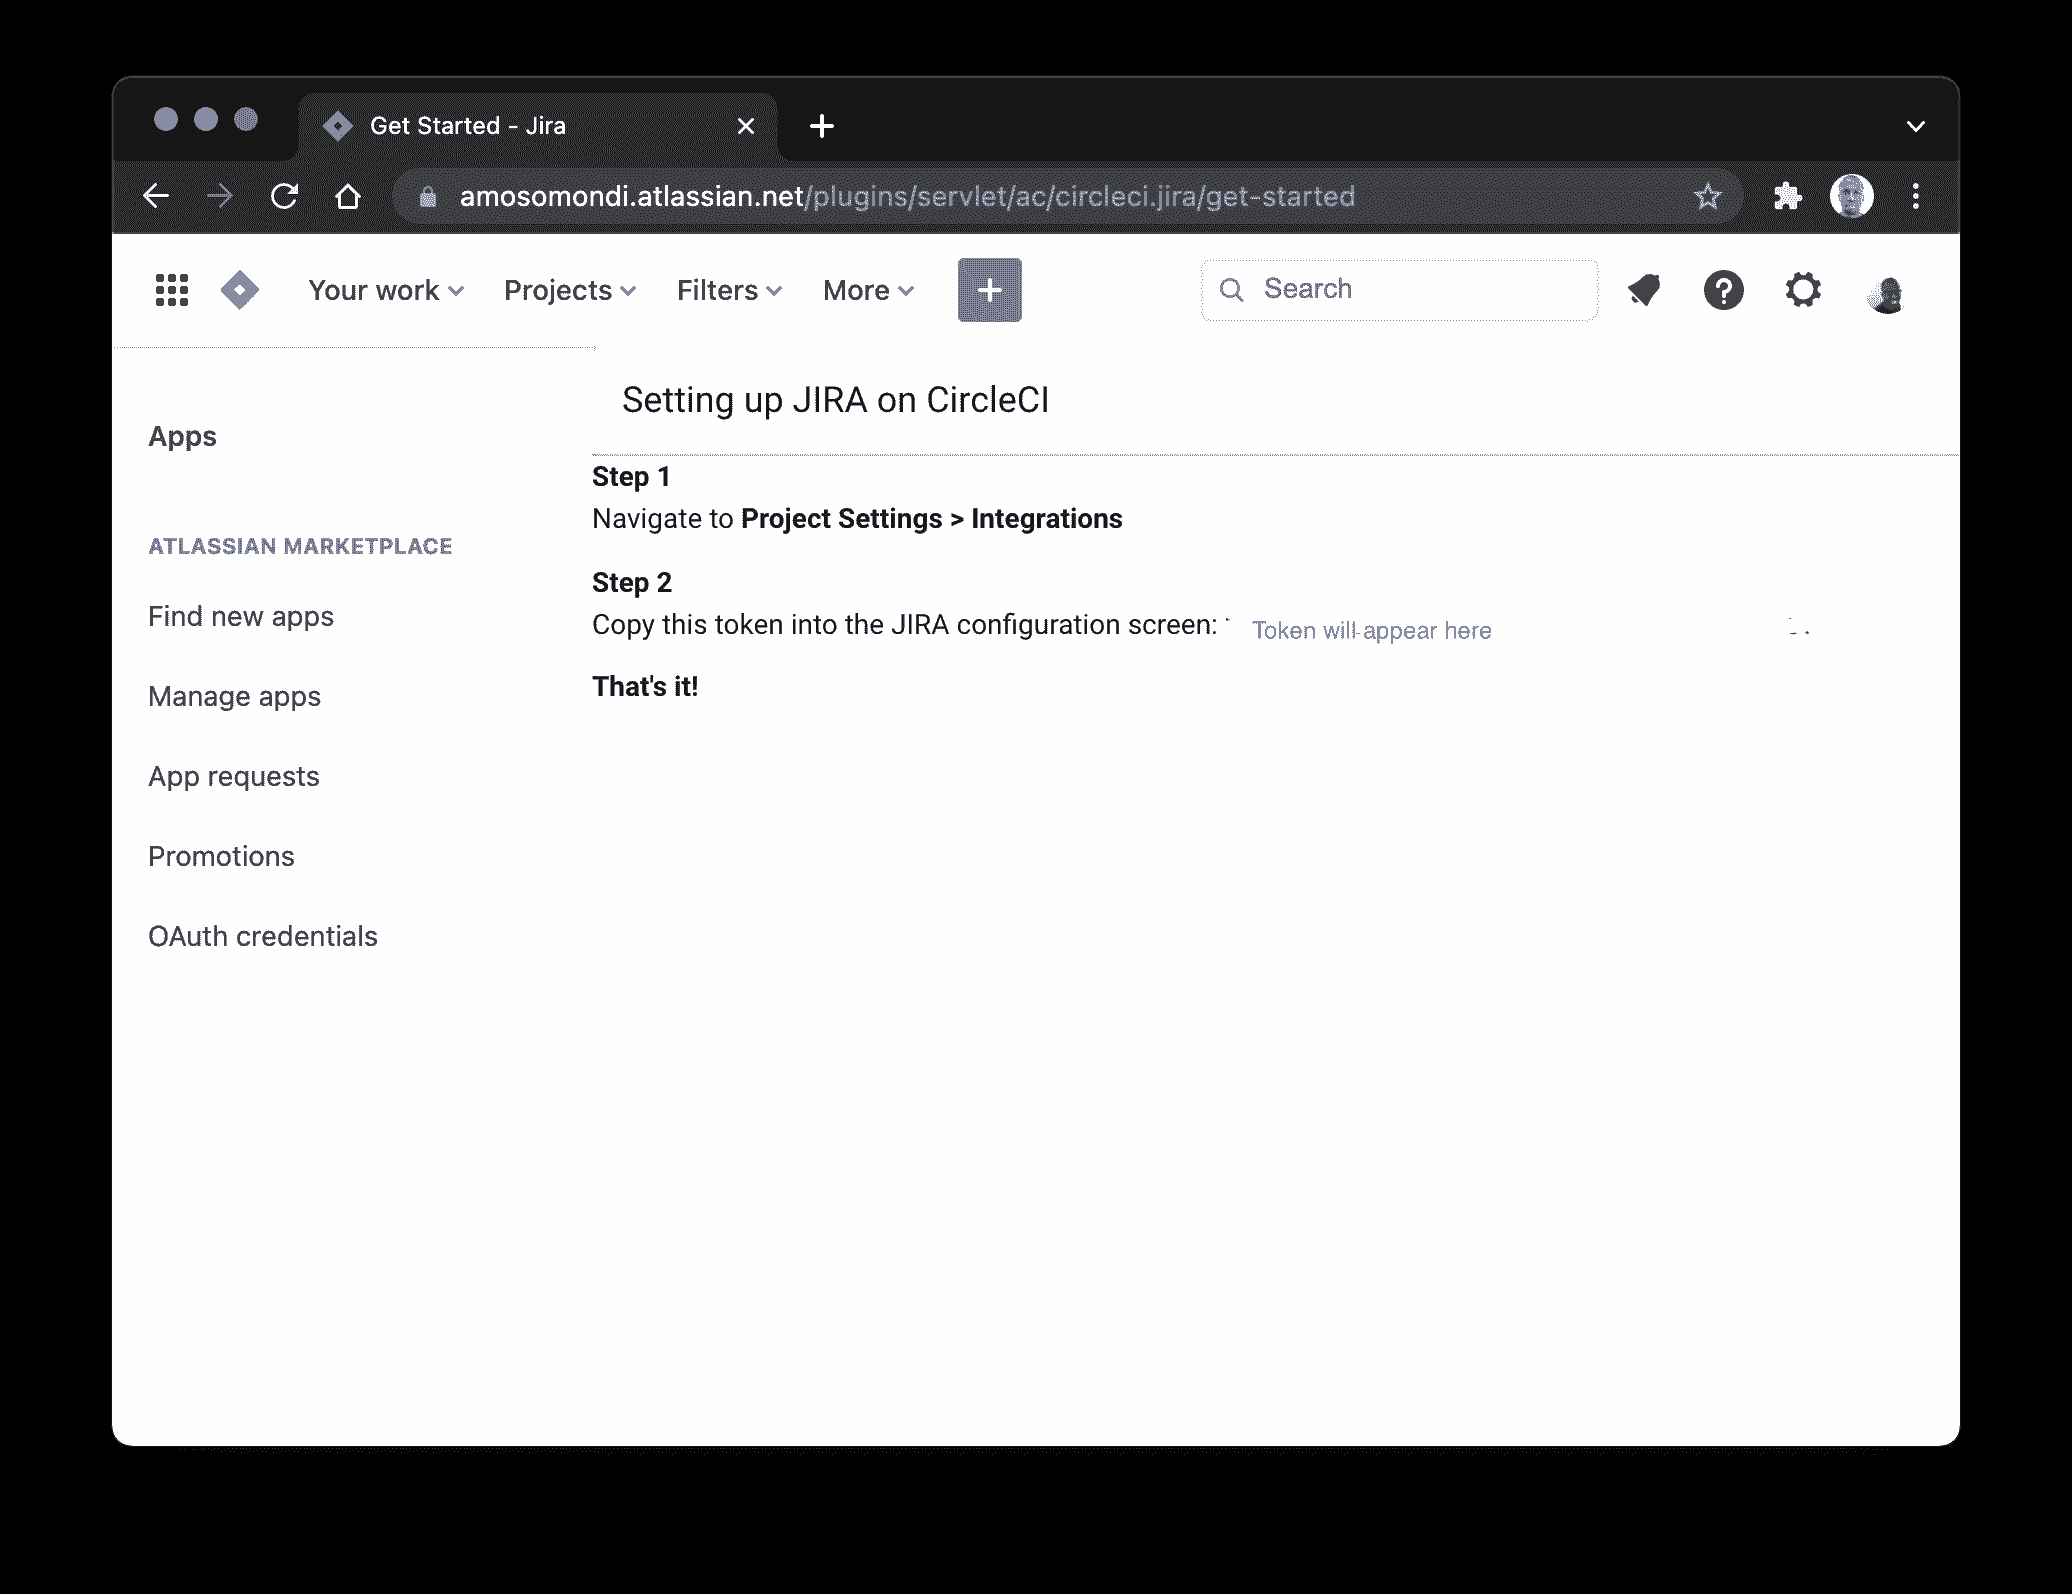 Get Started - Jira
amosomondi.atlassian.net/plugins/servlet/ac/circleci.jira/get-started
Your work Projects Filters More + Search
Setting up JIRA on CircleCI
Apps
Step 1
Navigate to Project Settings > Integrations
ATLASSIAN MARKETPLACE
Step 2
Find new apps
Copy this token into the JIRA configuration screen: Token will appear here
That's it!
Manage apps
App requests
Promotions
OAuth credentials